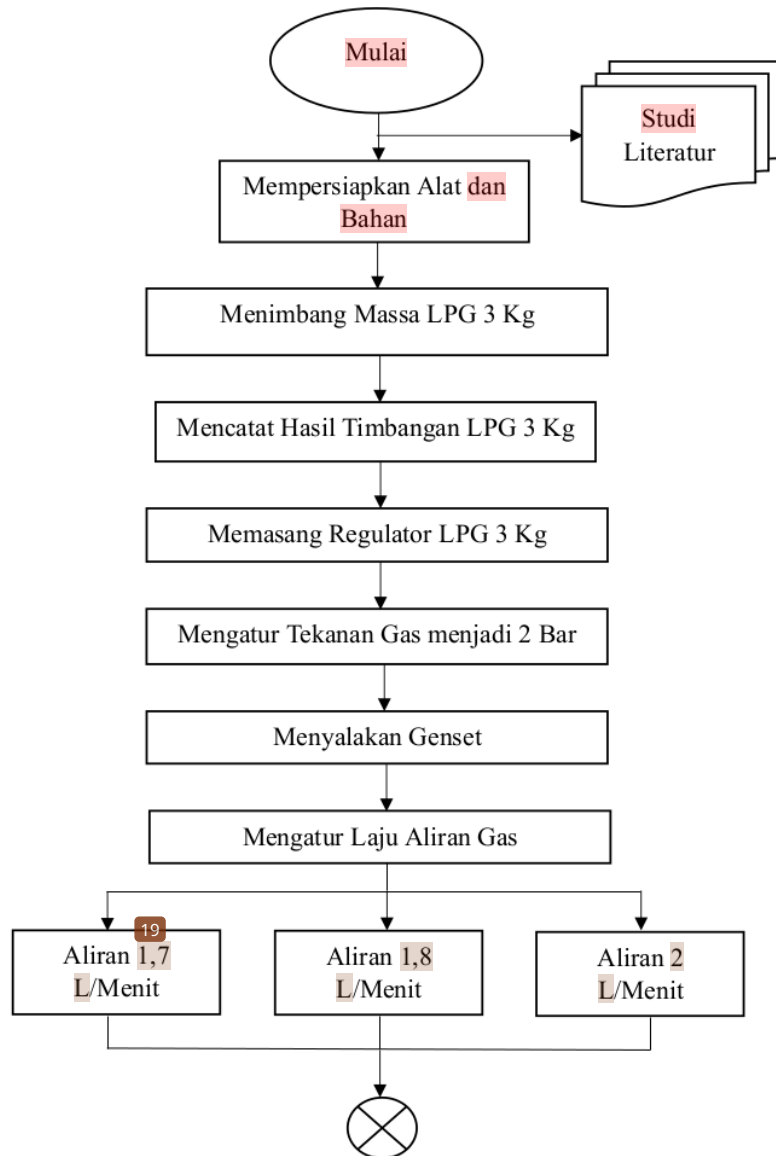 Mulai
Studi
Literatur
Mempersiapkan Alat dan
Bahan
Menimbang Massa LPG 3 Kg
Mencatat Hasil Timbangan LPG 3 Kg
Memasang Regulator LPG 3 Kg
Mengatur Tekanan Gas menjadi 2 Bar
Menyalakan Genset
Mengatur Laju Aliran Gas
19
Aliran 1,7
L/Menit
Aliran 1,8
L/Menit
Aliran 2
L/Menit